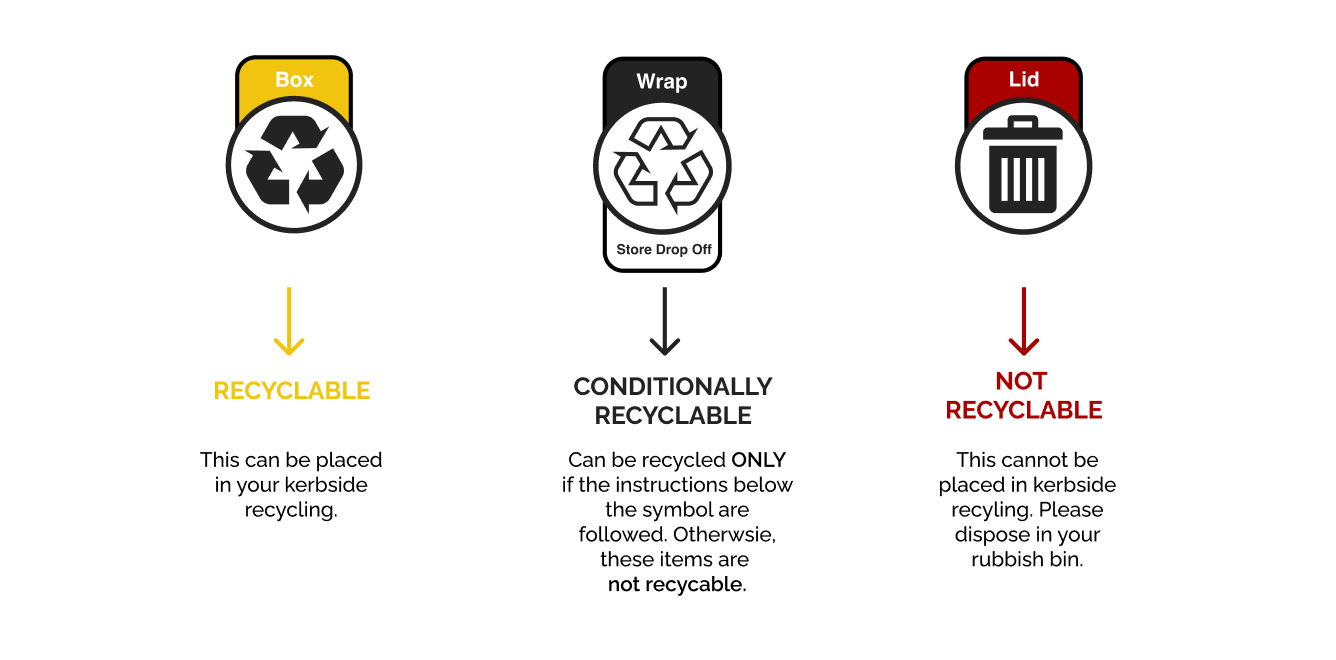 Box
RECYCLABLE
This can be placed
in your kerbside
recycling.
Wrap
Store Drop Off
CONDITIONALLY
RECYCLABLE
Can be recycled ONLY
if the instructions below
the symbol are
followed. Otherwsie,
these items are
not recycable.
Lid
NOT
RECYCLABLE
This cannot be
placed in kerbside
recyling. Please
dispose in your
rubbish bin.